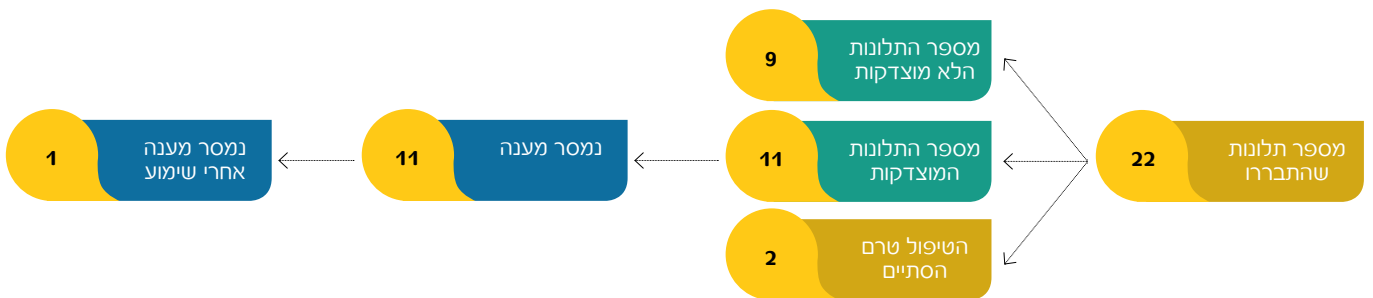 מספר תלונות
שהתבררו
22
מספר התלונות
הלא מוצדקות
9
מספר התלונות
המוצדקות
11
הטיפול טרם
הסתיים
2
נמסר מענה
11
נמסר מענה
אחרי שימוע
1